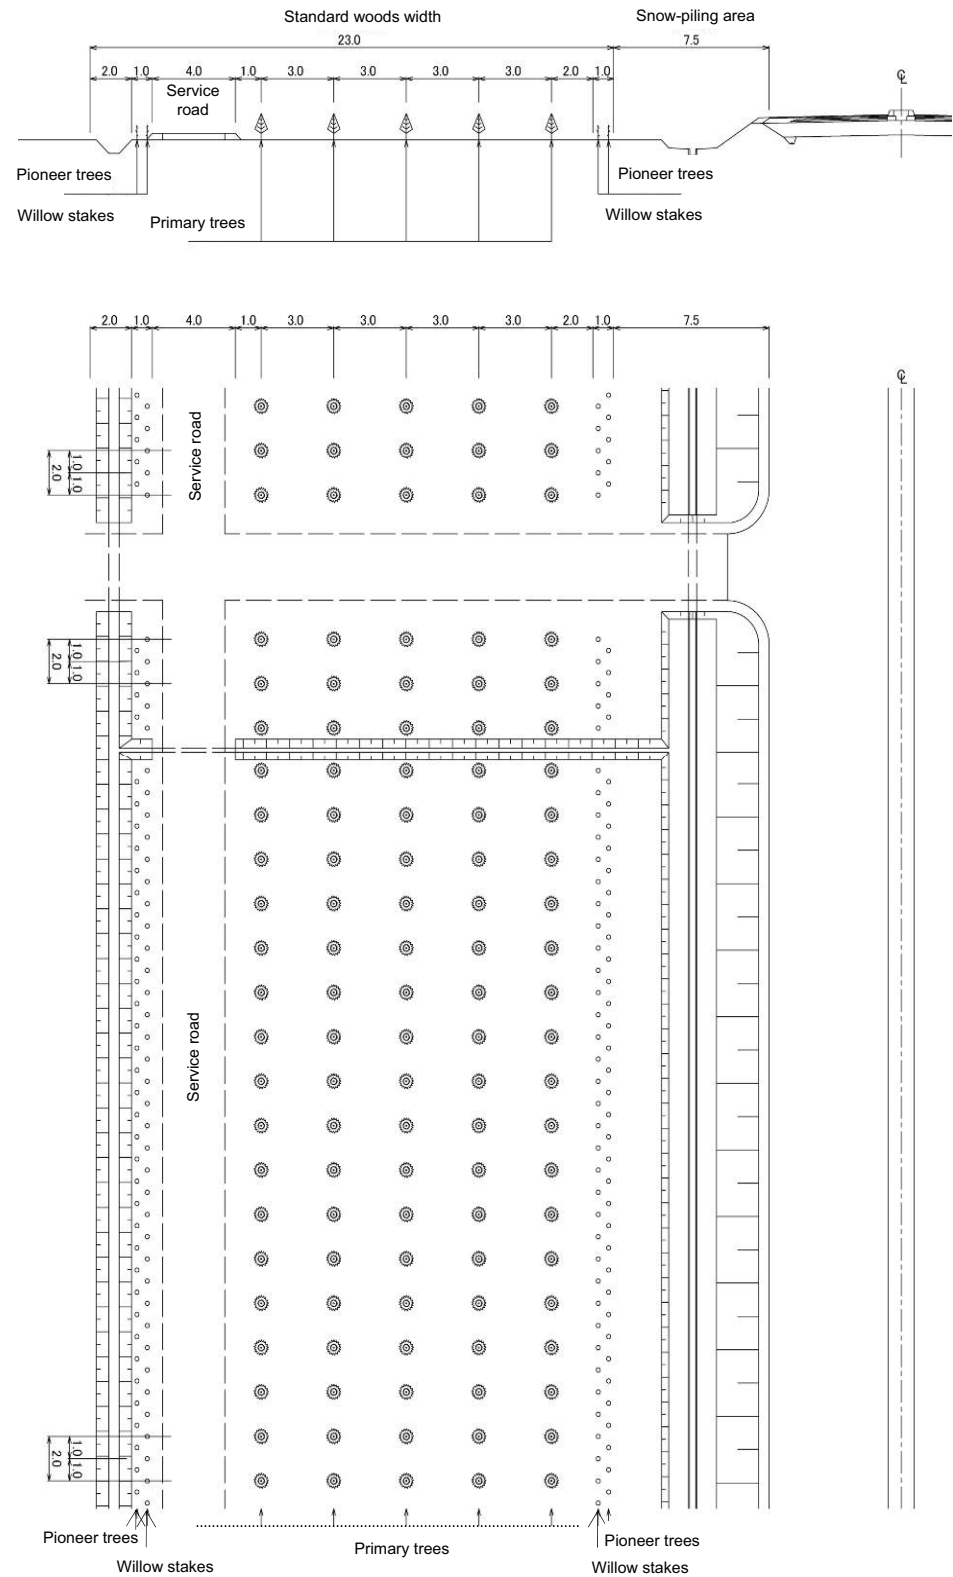 Standard woods width Snow-piling area
23.0 7.5
2.0 1.0 4.0 1.0 3.0 3.0 3.0 3.0 2.0 1.0
Service
road
℄
Pioneer trees Pioneer trees
Willow stakes Willow stakes
Primary trees
2.0 1.0 4.0 1.0 3.0 3.0 3.0 3.0 2.0 1.0 7.5
℄
Service road
1.0 1.0
2.0
1.0 1.0
2.0
Service road
1.0 1.0
2.0
Pioneer trees Pioneer trees
Primary trees
Willow stakes Willow stakes